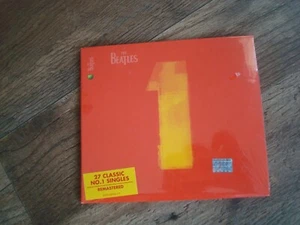 THE
BEATLES
1
27 CLASSIC
NO.1 SINGLES
REMASTERED